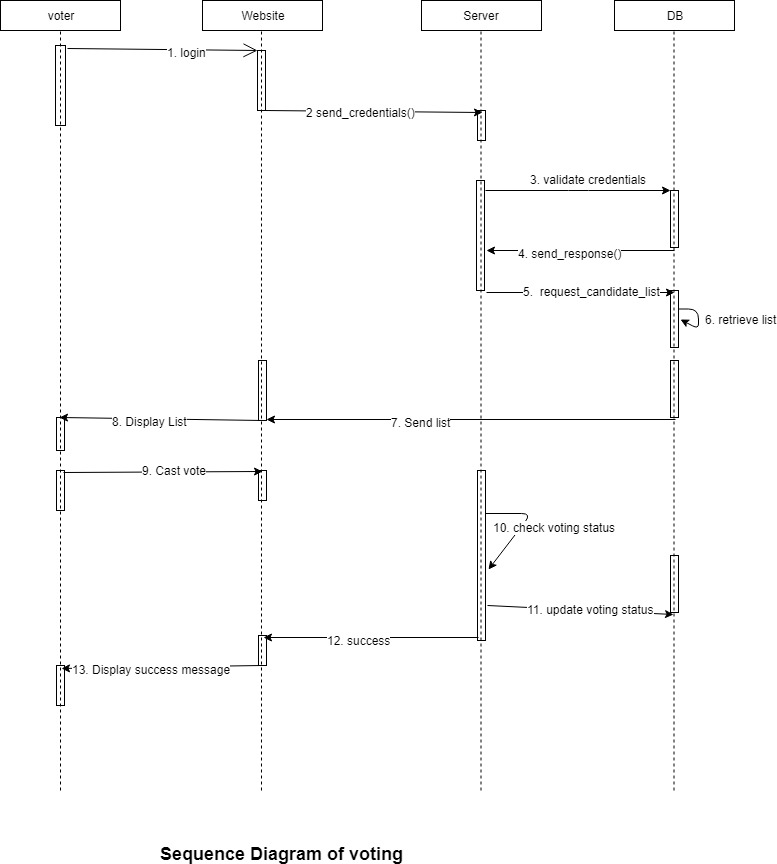 voter
Website
Server
DB
1. login
2 send_credentials()
3. validate credentials
4. send_response()
5. request_candidate_list
6. retrieve list
7. Send list
8. Display List
9. Cast vote
10. check voting status
11. update voting status
12. success
13. Display success message
Sequence Diagram of voting